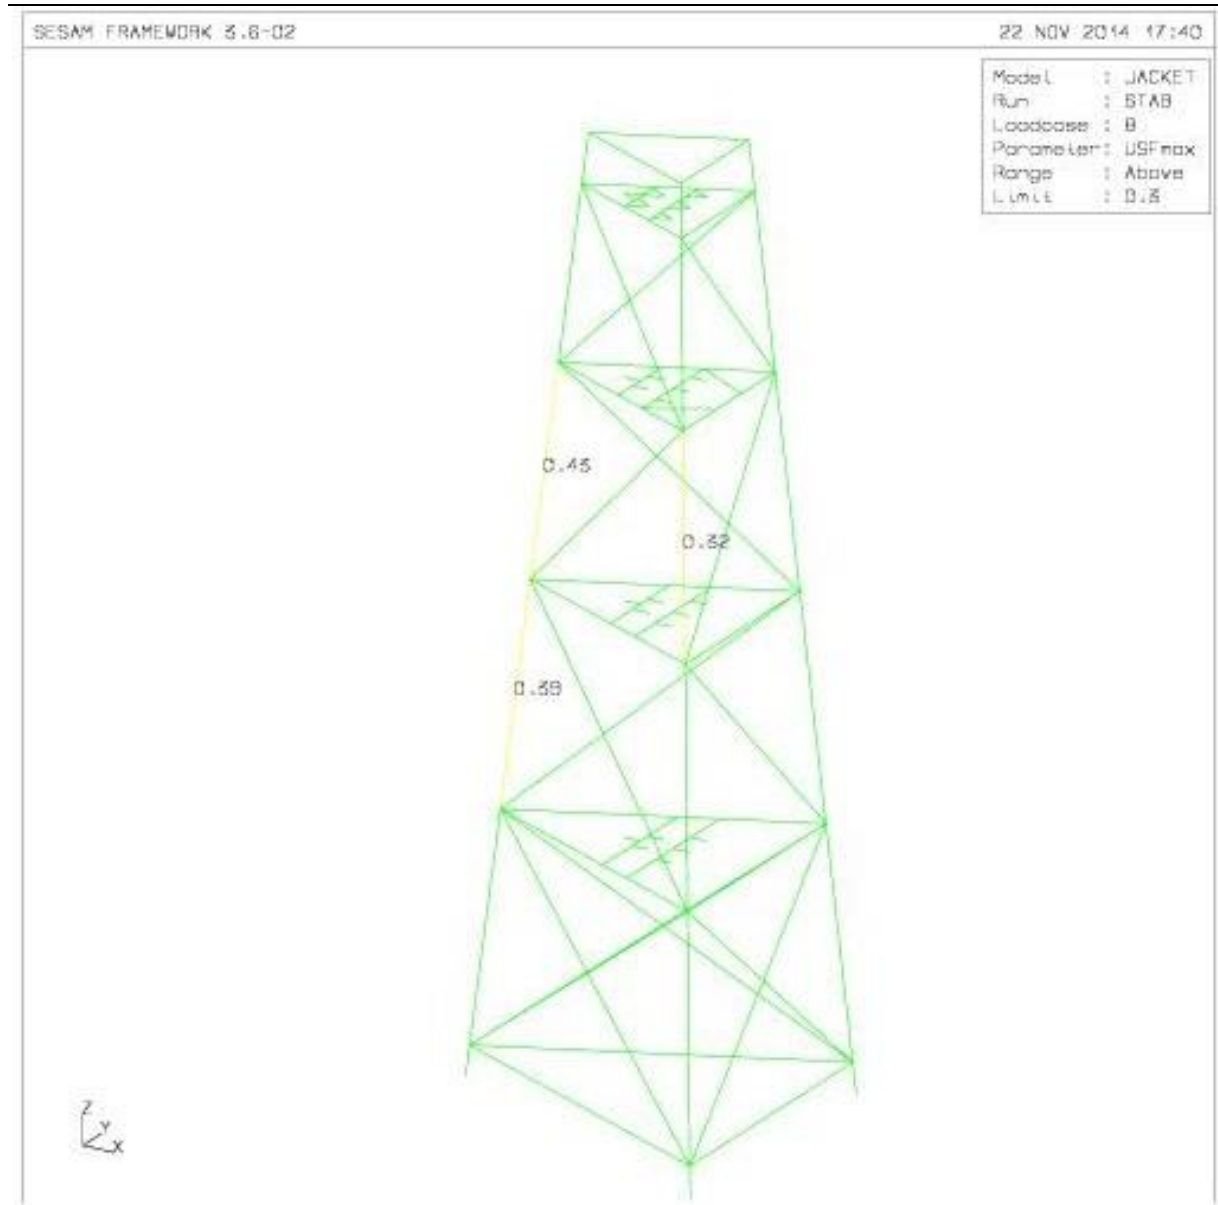 SESAM FRAMEWORK 3.6-02
22 NOV 2014 17:40
Model : JACKET
Run : STAB
Loadcase : 8
Parameter: USFmax
Range : Above
Limit : 0.3
0.43
0.32
0.39
Z
Y
X